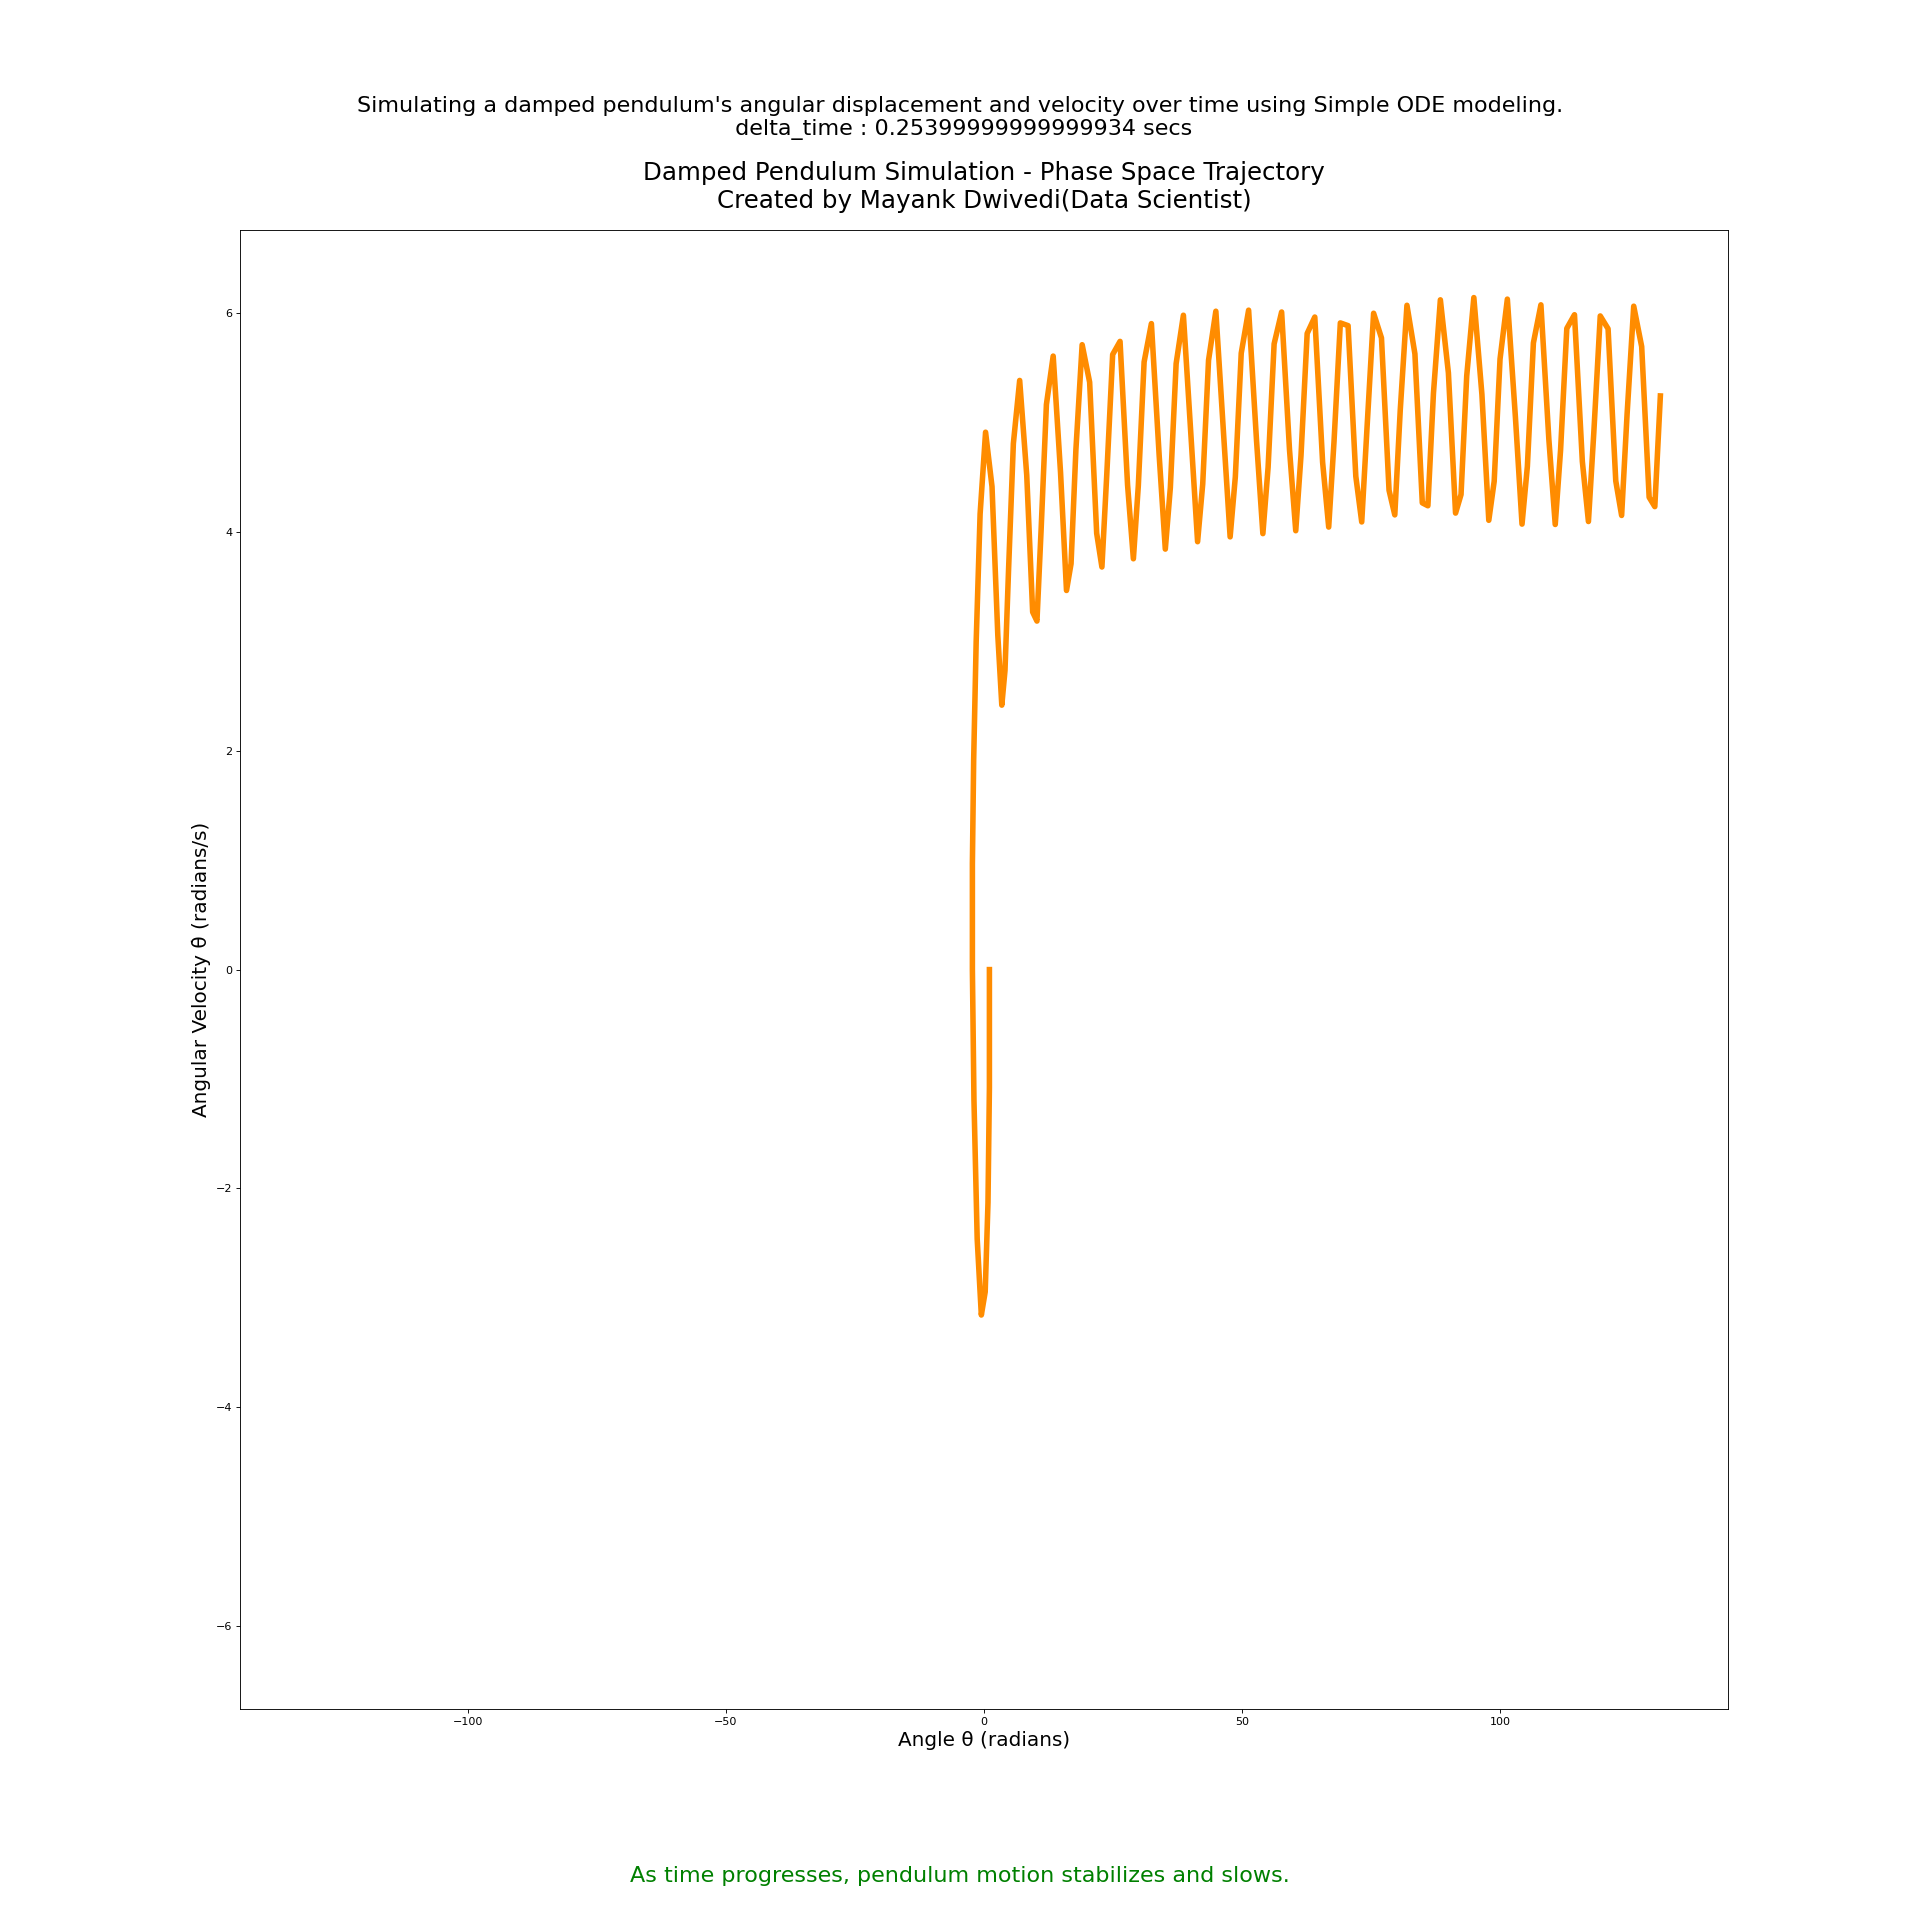 Simulating a damped pendulum's angular displacement and velocity over time using Simple ODE modeling.
delta_time : 0.25399999999999934 secs
Damped Pendulum Simulation - Phase Space Trajectory
Created by Mayank Dwivedi(Data Scientist)
6
4
2
0
−2
−4
−6
Angular Velocity θ (radians/s)
−100
−50
0
50
100
Angle θ (radians)
As time progresses, pendulum motion stabilizes and slows.